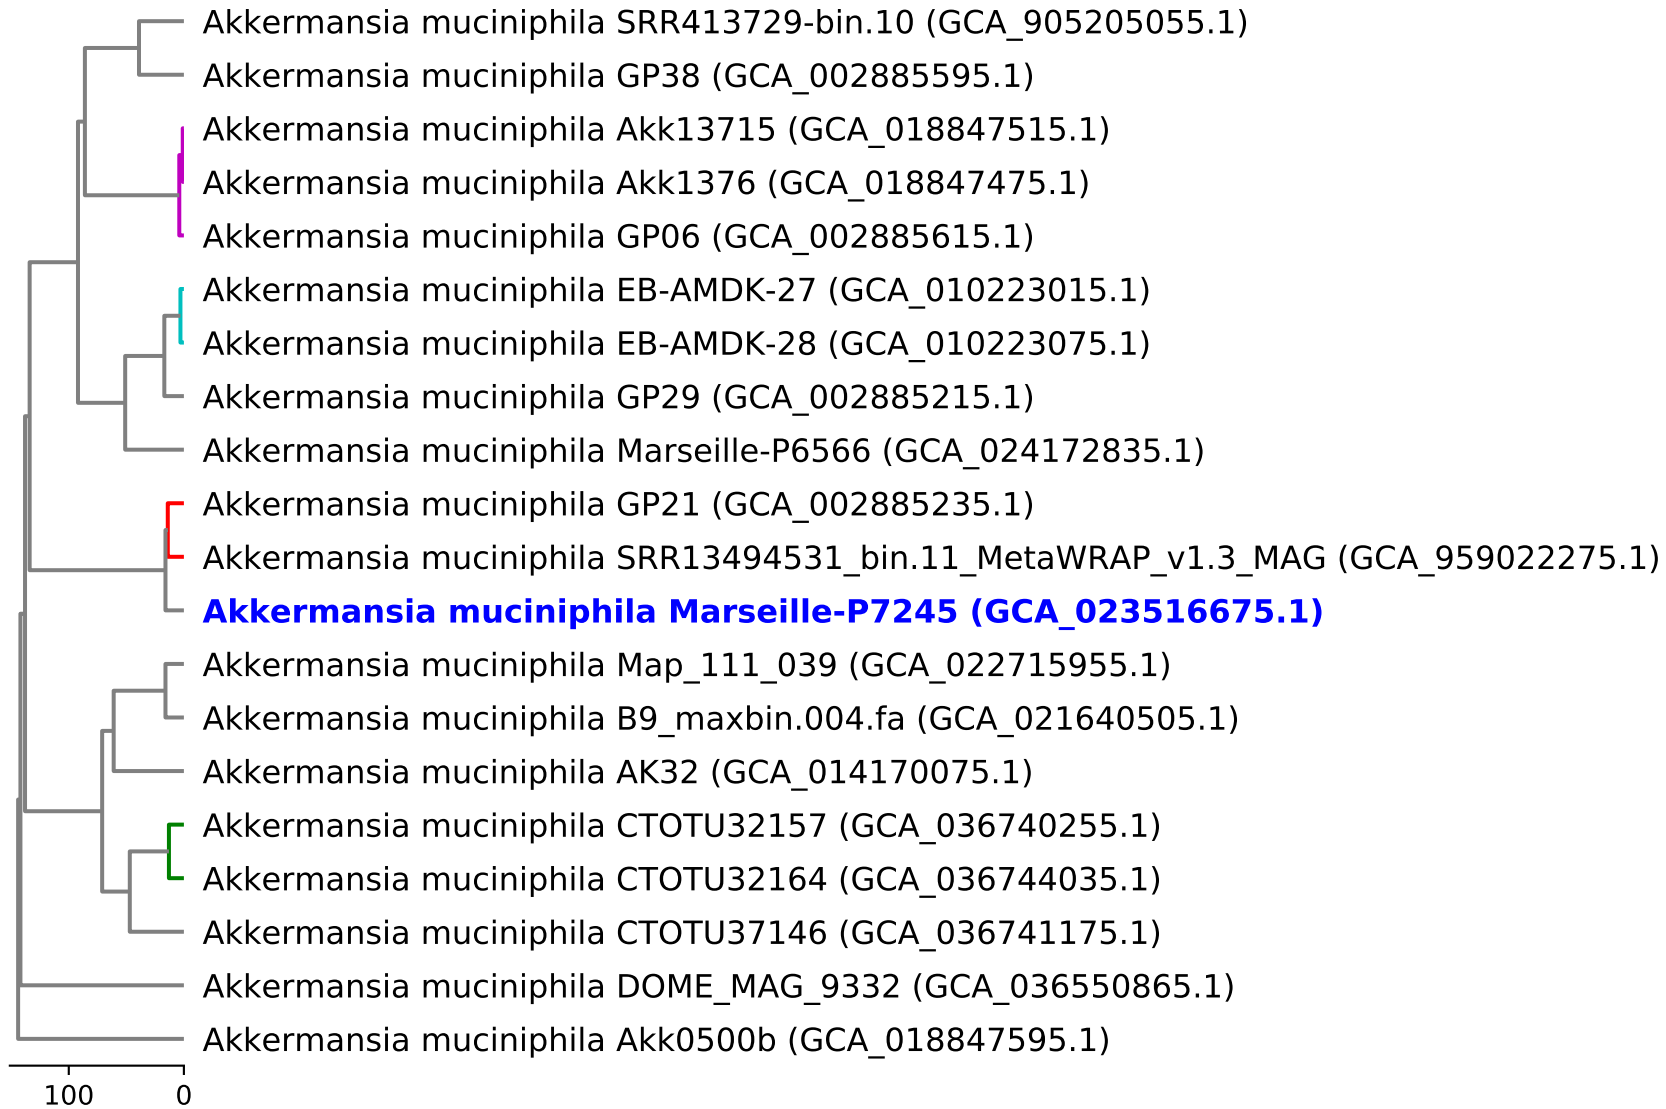 Akkermansia muciniphila SRR413729-bin.10 (GCA_905205055.1)
Akkermansia muciniphila GP38 (GCA_002885595.1)
Akkermansia muciniphila Akk13715 (GCA_018847515.1)
Akkermansia muciniphila Akk1376 (GCA_018847475.1)
Akkermansia muciniphila GP06 (GCA_002885615.1)
Akkermansia muciniphila EB-AMDK-27 (GCA_010223015.1)
Akkermansia muciniphila EB-AMDK-28 (GCA_010223075.1)
Akkermansia muciniphila GP29 (GCA_002885215.1)
Akkermansia muciniphila Marseille-P6566 (GCA_024172835.1)
Akkermansia muciniphila GP21 (GCA_002885235.1)
Akkermansia muciniphila SRR13494531_bin.11_MetaWRAP_v1.3_MAG (GCA_959022275.1)
Akkermansia muciniphila Marseille-P7245 (GCA_023516675.1)
Akkermansia muciniphila Map_111_039 (GCA_022715955.1)
Akkermansia muciniphila B9_maxbin.004.fa (GCA_021640505.1)
Akkermansia muciniphila AK32 (GCA_014170075.1)
Akkermansia muciniphila CTOTU32157 (GCA_036740255.1)
Akkermansia muciniphila CTOTU32164 (GCA_036744035.1)
Akkermansia muciniphila CTOTU37146 (GCA_036741175.1)
Akkermansia muciniphila DOME_MAG_9332 (GCA_036550865.1)
Akkermansia muciniphila Akk0500b (GCA_018847595.1)
100 0